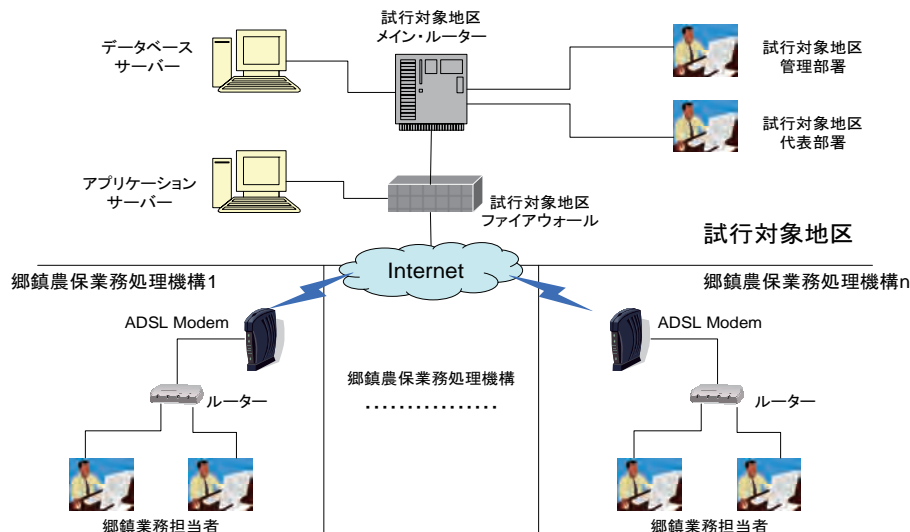 試行対象地区
メイン・ルーター
データベース
サーバー
試行対象地区
管理部署
試行対象地区
代表部署
アプリケーション
サーバー
試行対象地区
ファイアウォール
試行対象地区
Internet
郷鎮農保業務処理機構1
郷鎮農保業務処理機構n
ADSL Modem
ADSL Modem
郷鎮農保業務処理機構
················
ルーター
ルーター
郷鎮業務担当者
郷鎮業務担当者